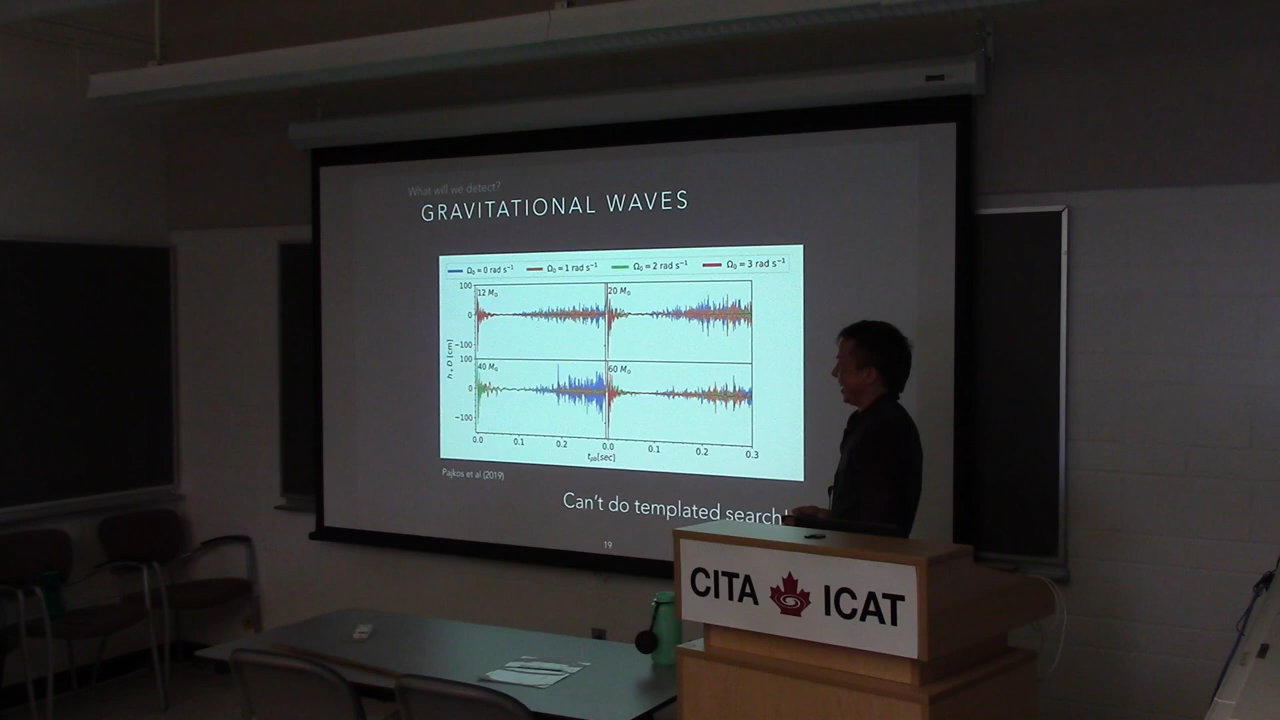 What will we detect?
GRAVITATIONAL WAVES
Ω₀ = 0 rad s⁻¹ Ω₀ = 1 rad s⁻¹ Ω₀ = 2 rad s⁻¹ Ω₀ = 3 rad s⁻¹
100
12 M⊙ 20 M⊙
0
−100
h₊D [cm]
100
40 M⊙ 60 M⊙
0
−100
0.0 0.1 0.2 0.0 0.1 0.2 0.3
Pajkos et al (2019)
Can't do templated search!
19
CITA ICAT